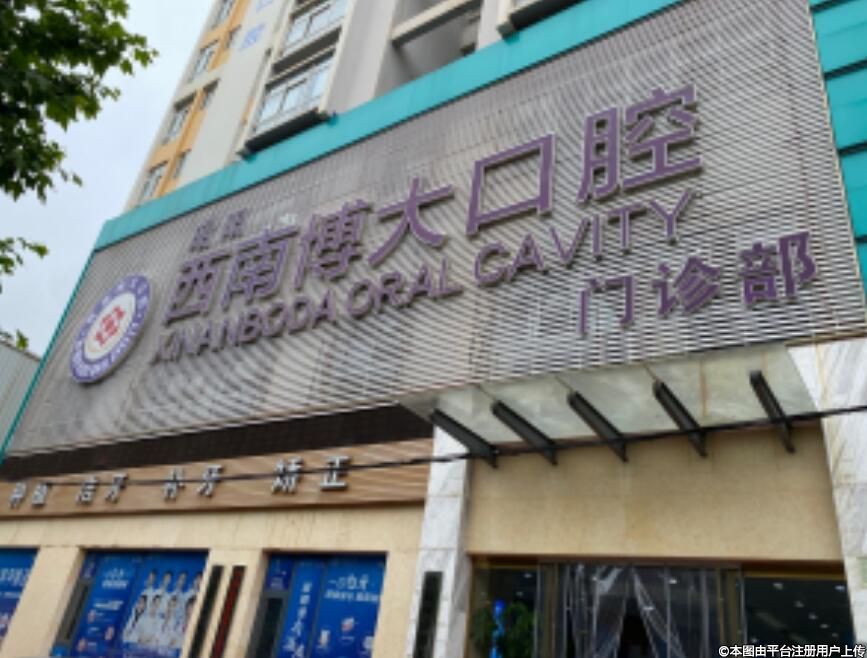 西南博大口腔
XINANBODA ORAL CAVITY
门诊部
种植 洁牙 补牙 矫正
©本图由平台注册用户上传